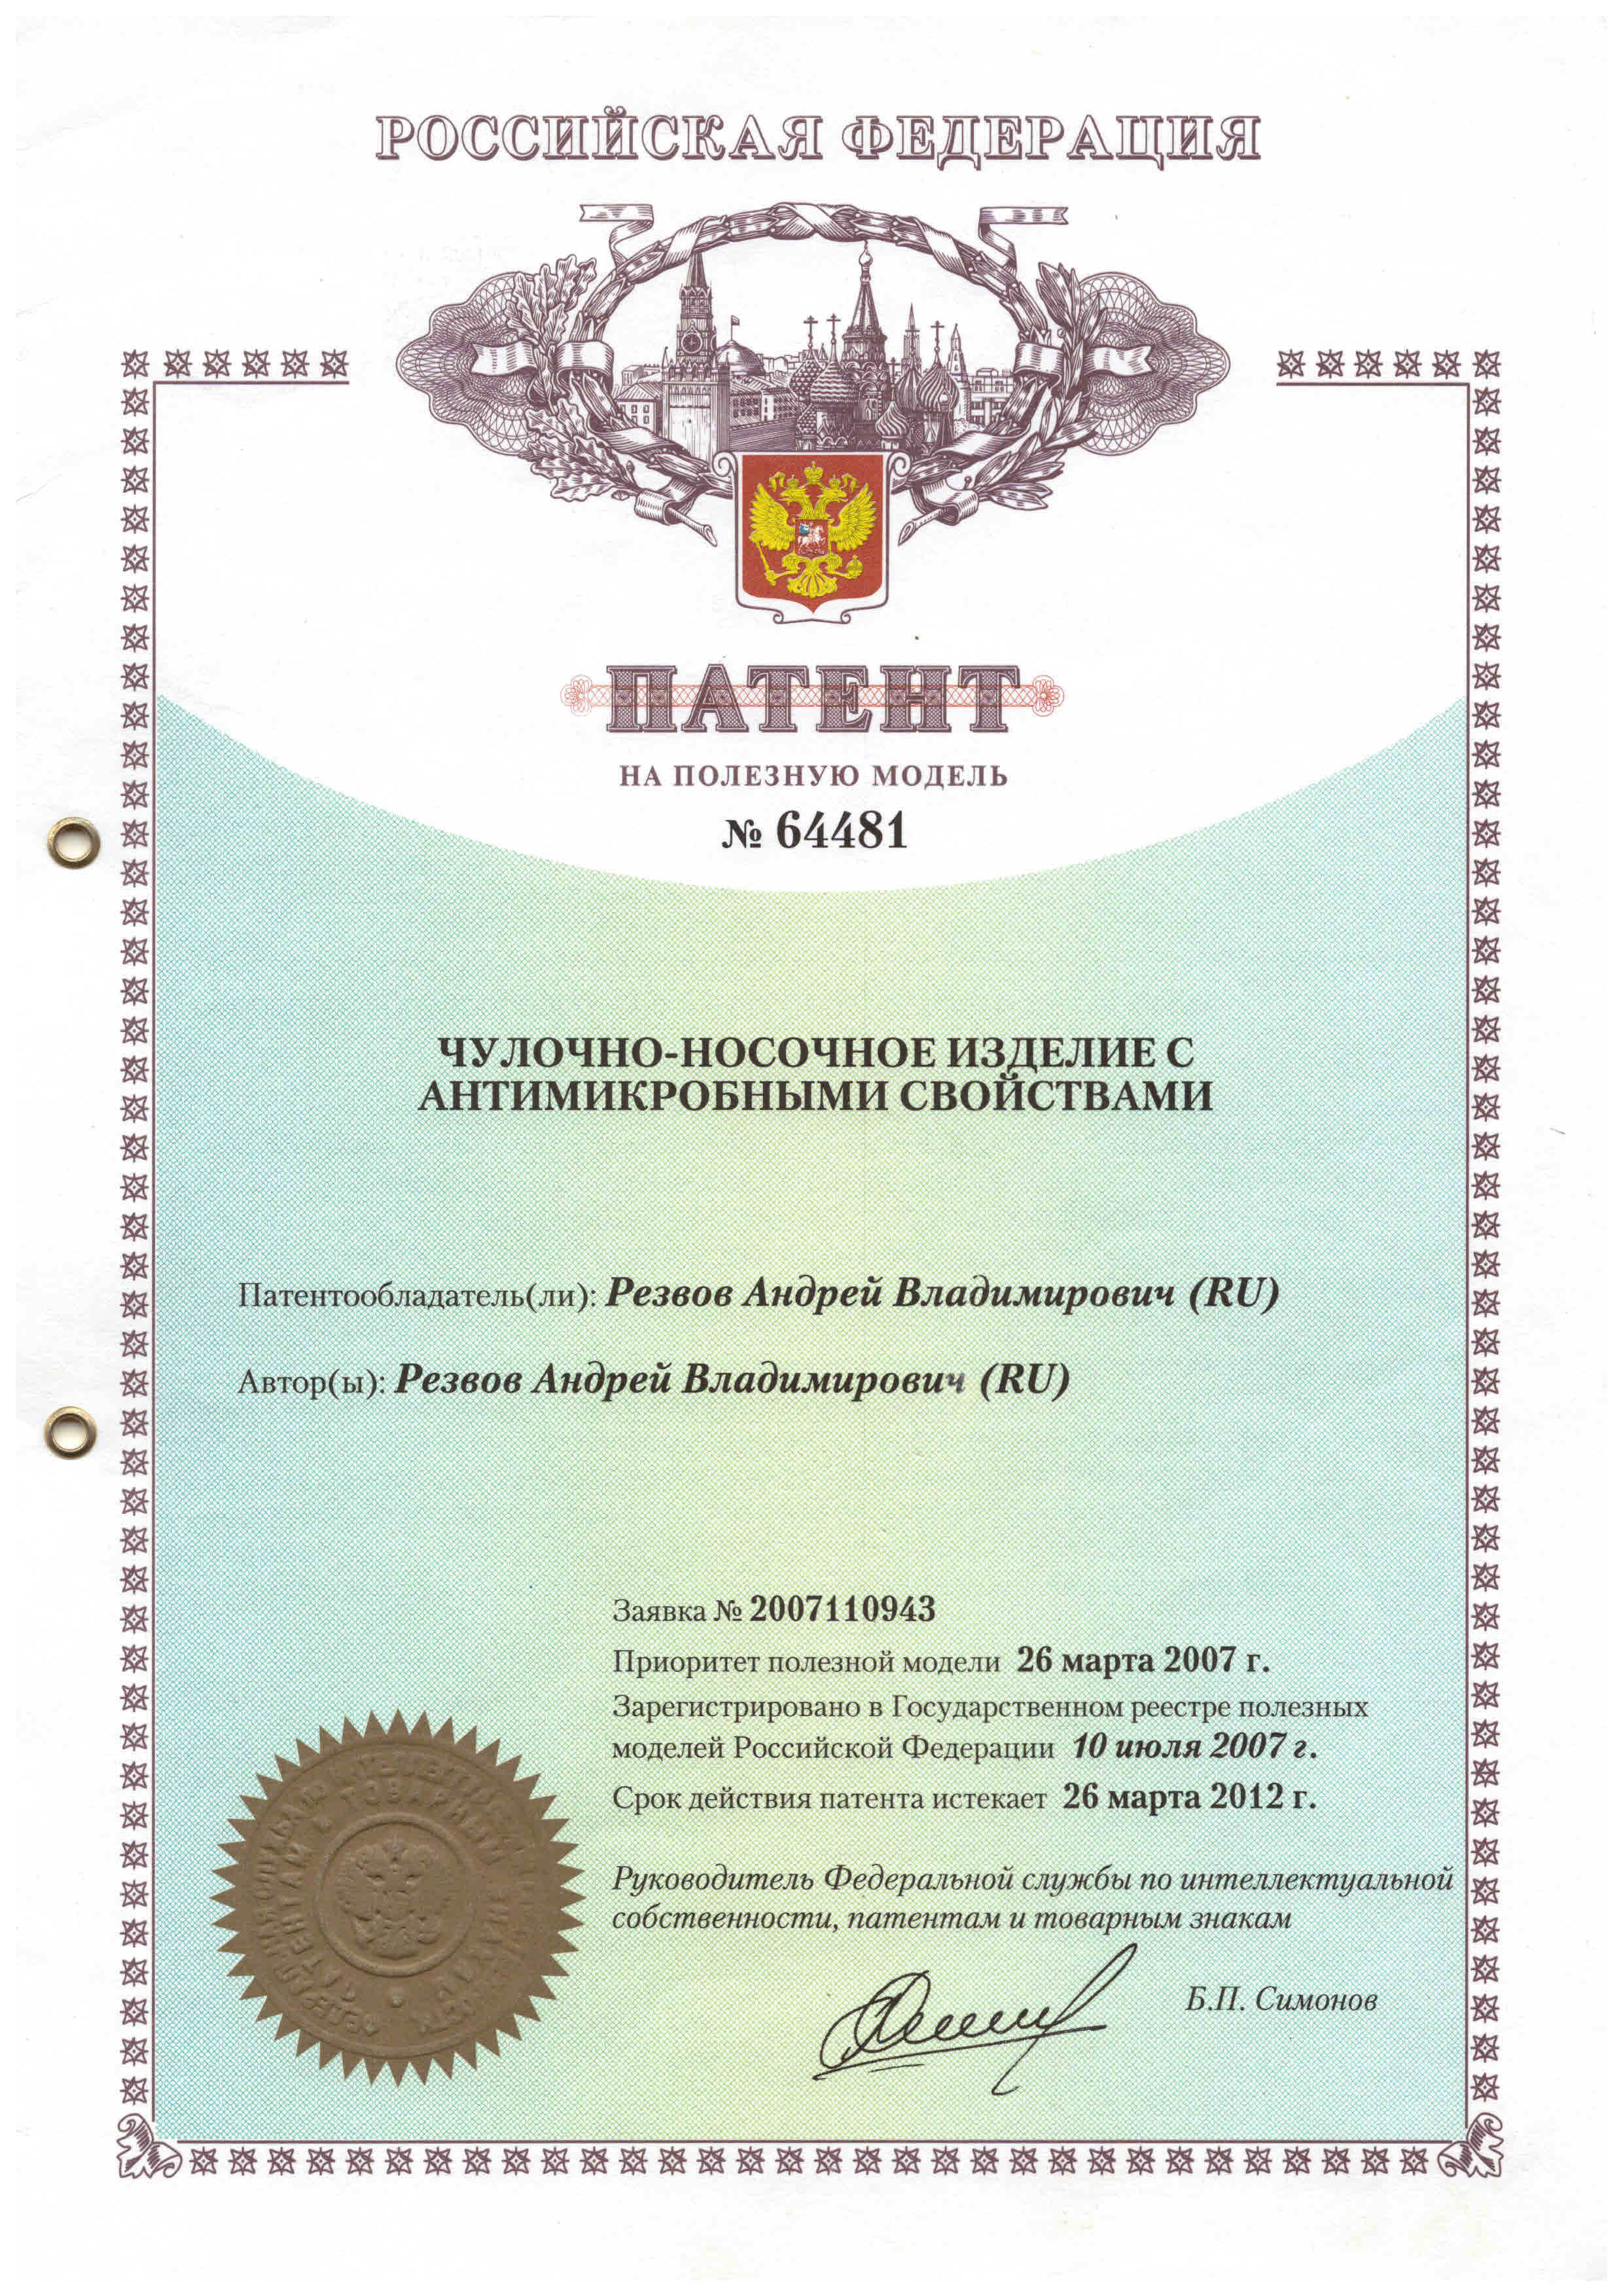 РОССИЙСКАЯ ФЕДЕРАЦИЯ
ПАТЕНТ
НА ПОЛЕЗНУЮ МОДЕЛЬ
№ 64481
ЧУЛОЧНО-НОСОЧНОЕ ИЗДЕЛИЕ С
АНТИМИКРОБНЫМИ СВОЙСТВАМИ
Патентообладатель(ли): Резвов Андрей Владимирович (RU)
Автор(ы): Резвов Андрей Владимирович (RU)
Заявка № 2007110943
Приоритет полезной модели 26 марта 2007 г.
Зарегистрировано в Государственном реестре полезных
моделей Российской Федерации 10 июля 2007 г.
Срок действия патента истекает 26 марта 2012 г.
Руководитель Федеральной службы по интеллектуальной
собственности, патентам и товарным знакам
Б.П. Симонов